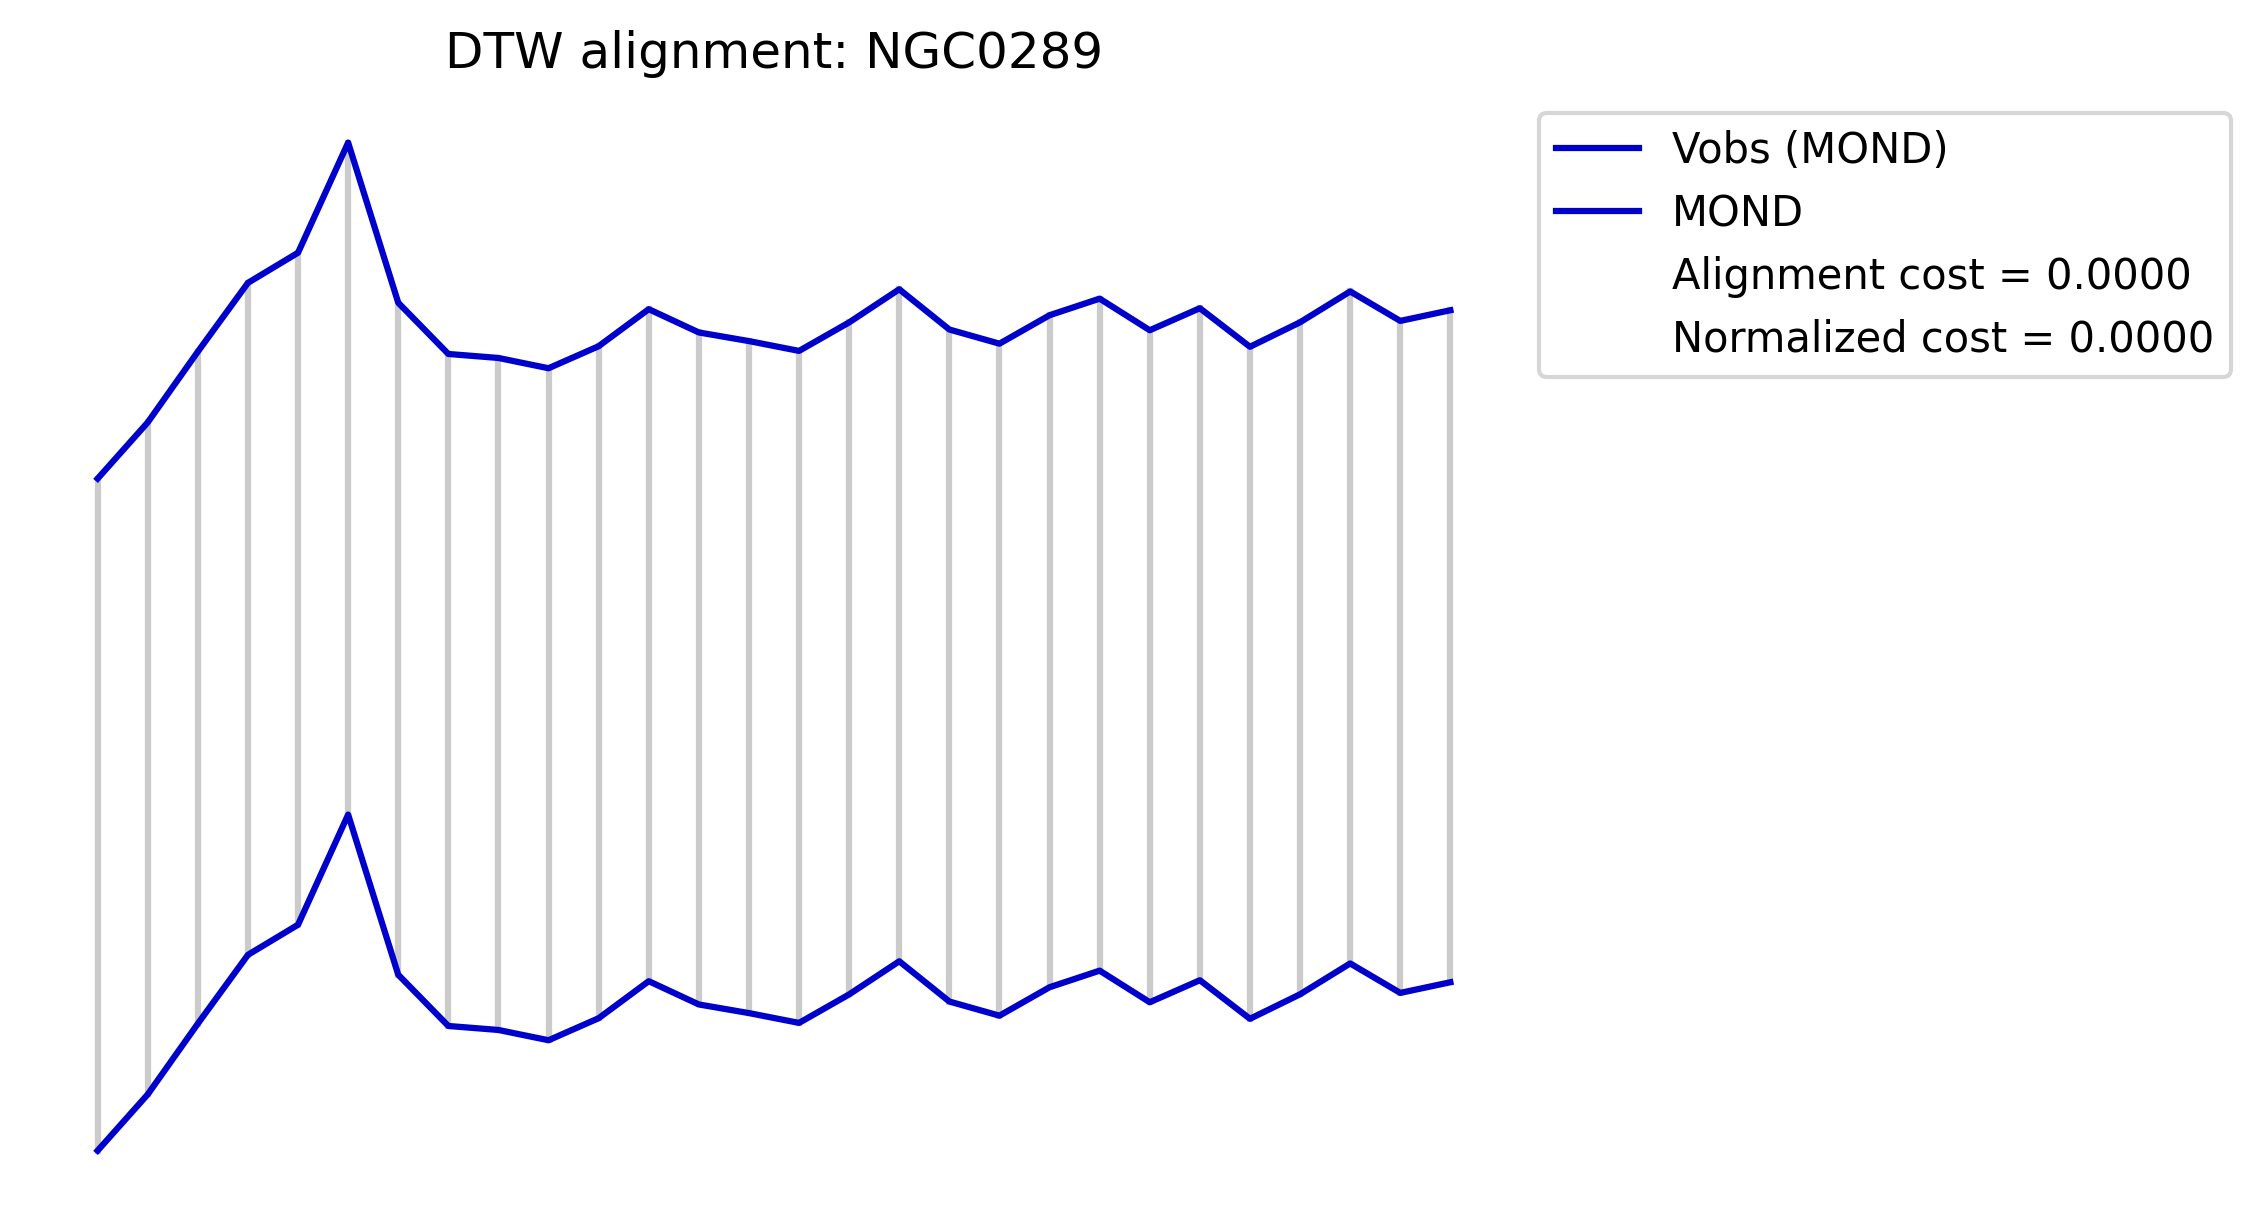 DTW alignment: NGC0289
Vobs (MOND)
MOND
Alignment cost = 0.0000
Normalized cost = 0.0000